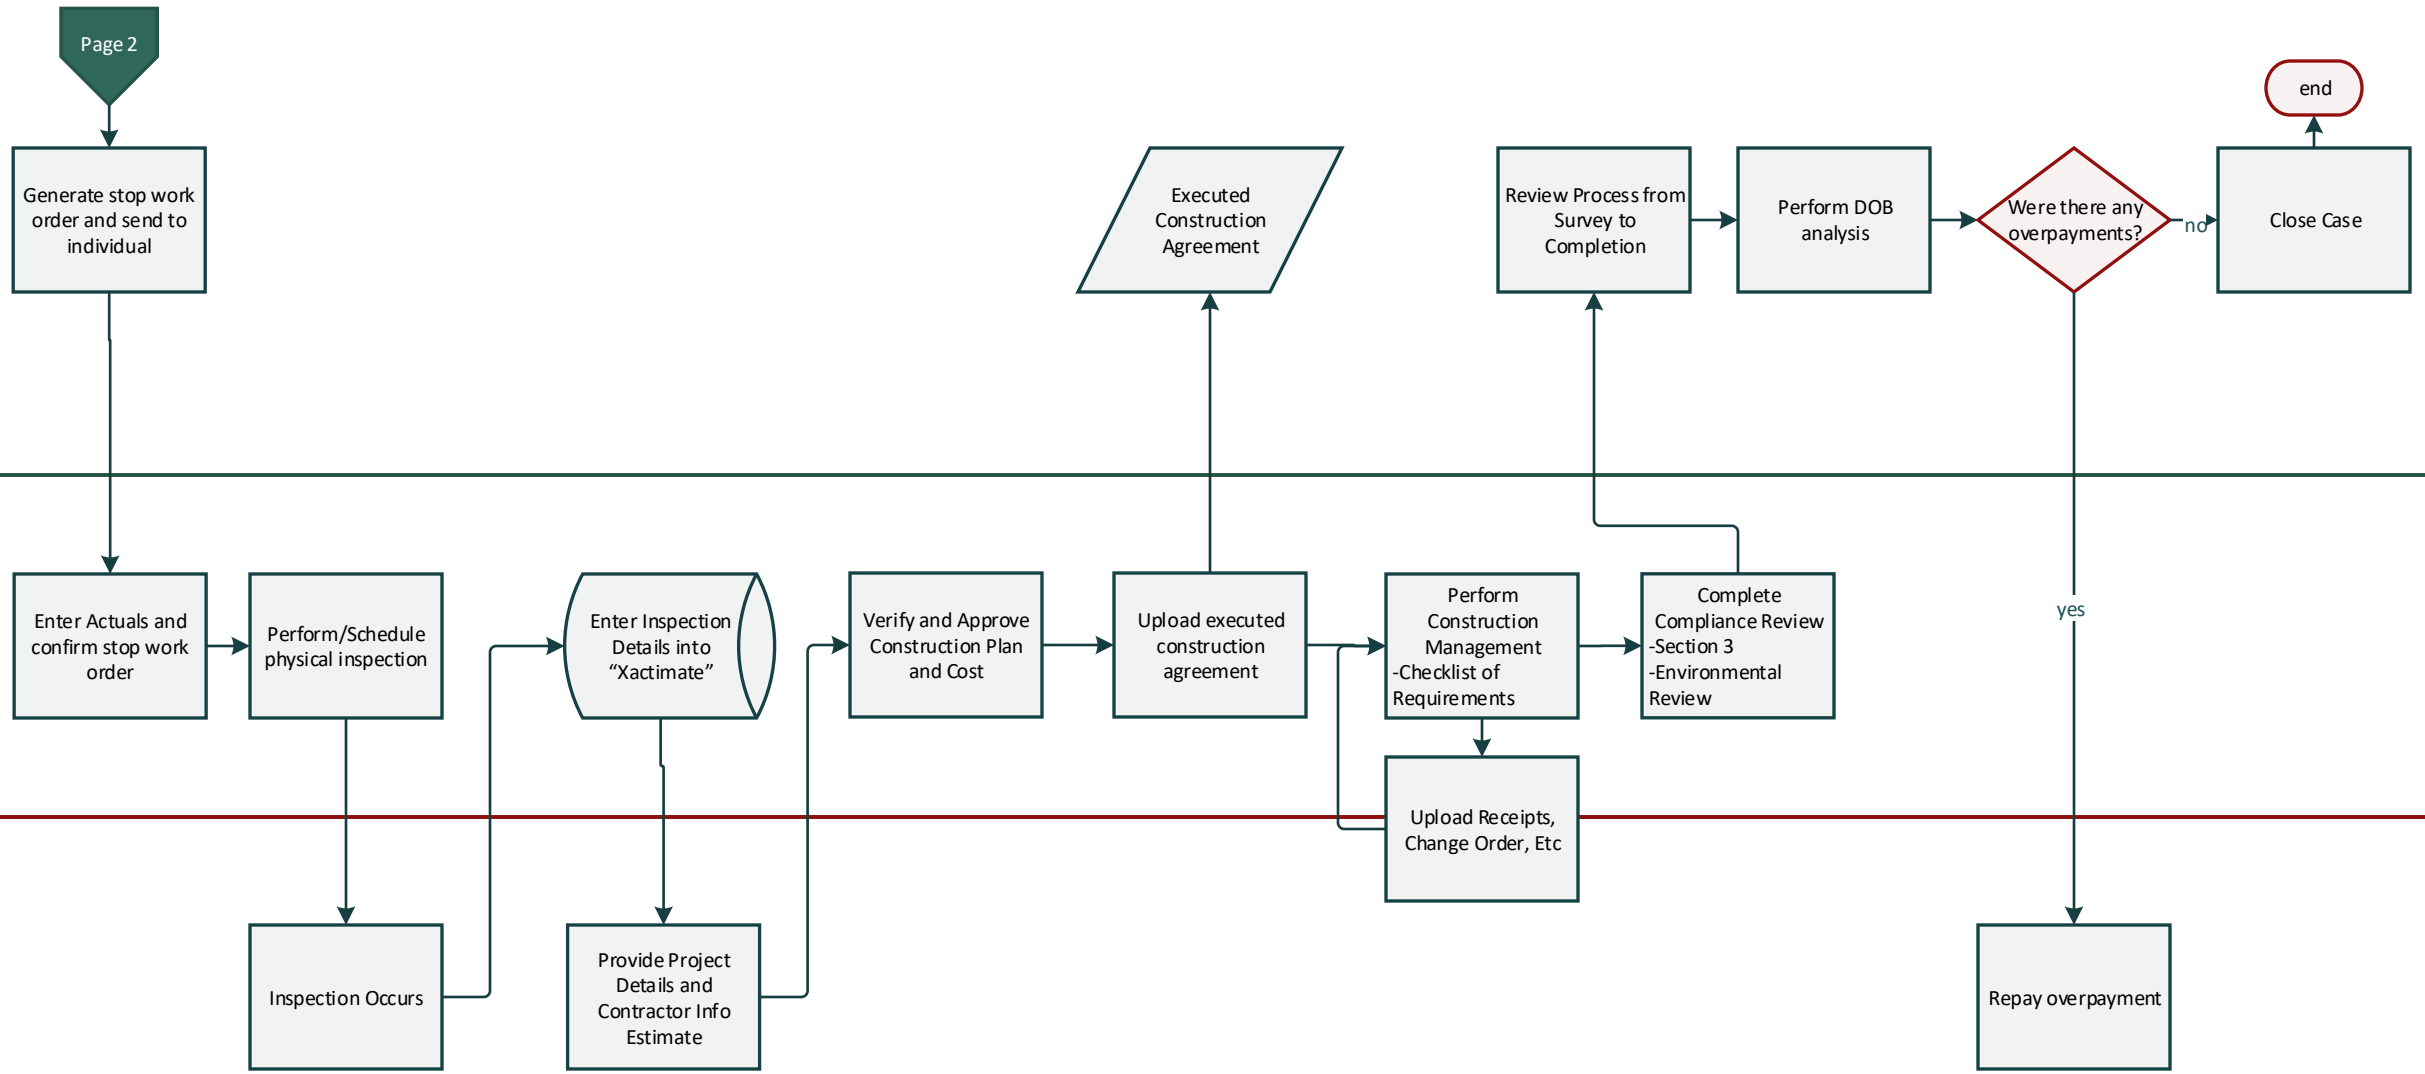 Page 2
end
Generate stop work
order and send to
individual
Executed
Construction
Agreement
Review Process from
Survey to
Completion
Perform DOB
analysis
Were there any
overpayments?
no
Close Case
Enter Actuals and
confirm stop work
order
Perform/Schedule
physical inspection
Enter Inspection
Details into
“Xactimate”
Verify and Approve
Construction Plan
and Cost
Upload executed
construction
agreement
Perform
Construction
Management
-Checklist of
Requirements
Complete
Compliance Review
-Section 3
-Environmental
Review
yes
Upload Receipts,
Change Order, Etc
Inspection Occurs
Provide Project
Details and
Contractor Info
Estimate
Repay overpayment